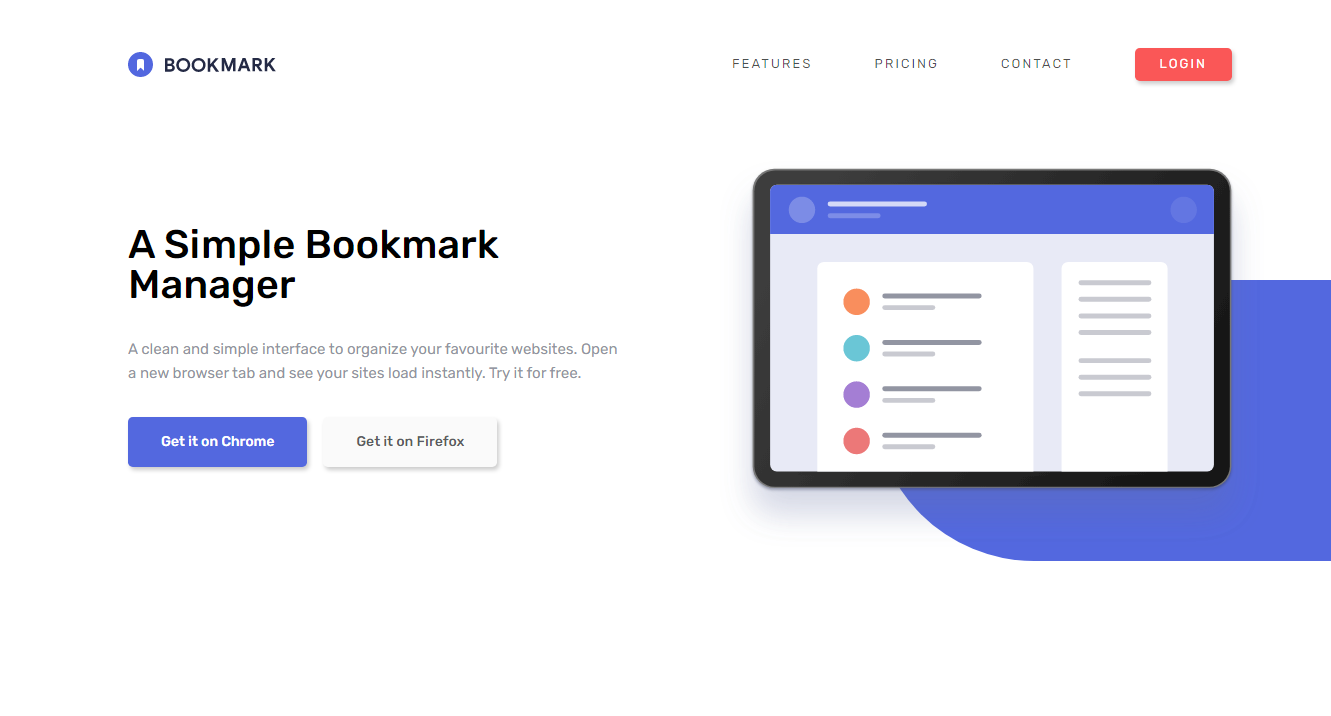 BOOKMARK
FEATURES
PRICING
CONTACT
LOGIN
A Simple Bookmark
Manager
A clean and simple interface to organize your favourite websites. Open
a new browser tab and see your sites load instantly. Try it for free.
Get it on Chrome
Get it on Firefox